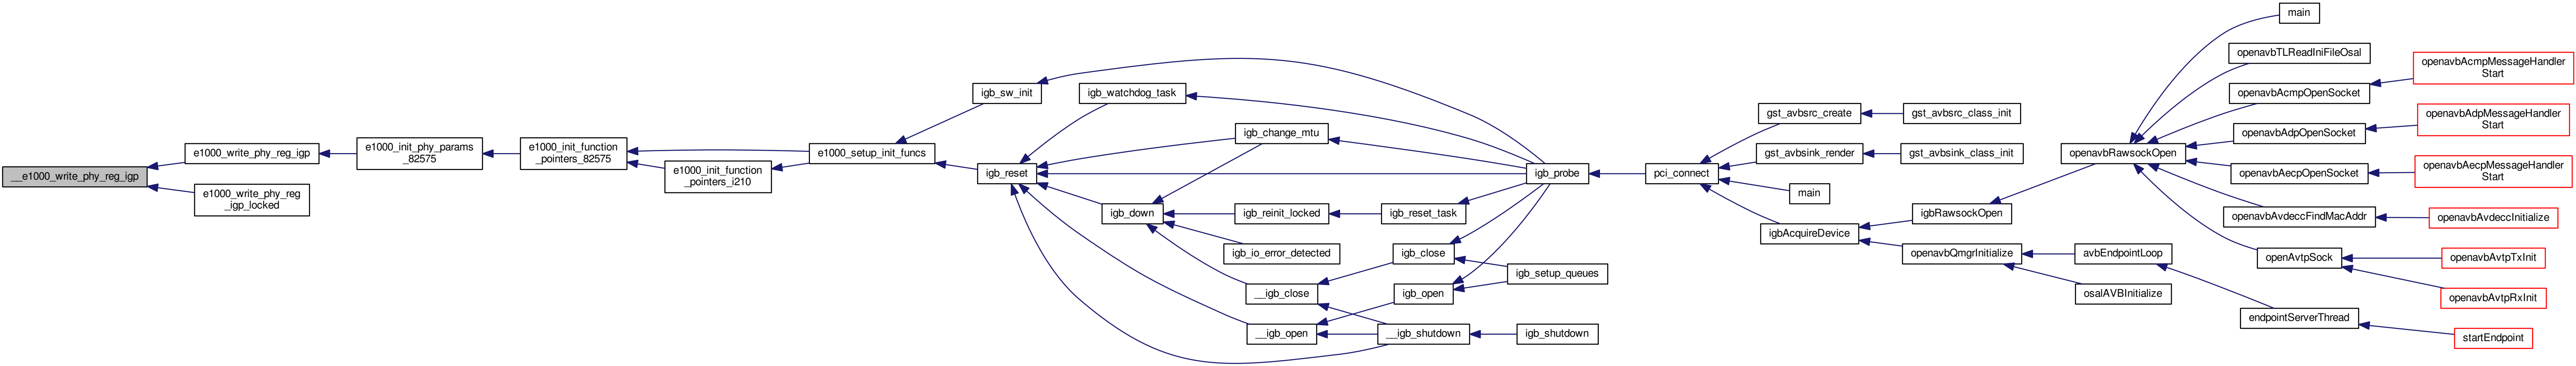 __e1000_write_phy_reg_igp
e1000_write_phy_reg_igp
e1000_write_phy_reg
_igp_locked
e1000_init_phy_params
_82575
e1000_init_function
_pointers_82575
e1000_init_function
_pointers_i210
e1000_setup_init_funcs
igb_sw_init
igb_reset
igb_watchdog_task
igb_change_mtu
igb_down
igb_reinit_locked
igb_io_error_detected
__igb_close
__igb_open
igb_reset_task
igb_close
igb_open
__igb_shutdown
igb_setup_queues
igb_shutdown
igb_probe
pci_connect
gst_avbsrc_create
gst_avbsrc_class_init
gst_avbsink_render
gst_avbsink_class_init
main
igbAcquireDevice
igbRawsockOpen
openavbQmgrInitialize
avbEndpointLoop
osalAVBInitialize
endpointServerThread
startEndpoint
openavbRawsockOpen
main
openavbTLReadIniFileOsal
openavbAcmpOpenSocket
openavbAcmpMessageHandler
Start
openavbAdpOpenSocket
openavbAdpMessageHandler
Start
openavbAecpOpenSocket
openavbAecpMessageHandler
Start
openavbAvdeccFindMacAddr
openavbAvdeccInitialize
openAvtpSock
openavbAvtpTxInit
openavbAvtpRxInit